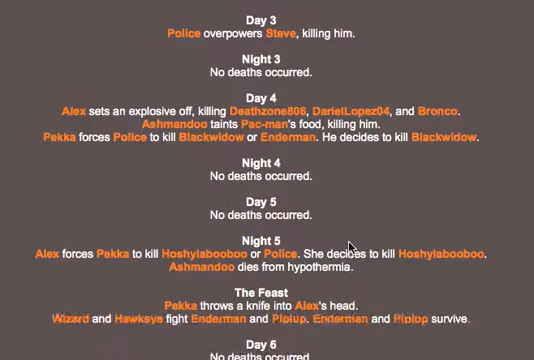 Day 3
Police overpowers Steve, killing him.
Night 3
No deaths occurred.
Day 4
Alex sets an explosive off, killing Deathzone806, DarielLopez04, and Bronco.
Ashmandoo taints Pac-man's food, killing him.
Pekka forces Police to kill Blackwidow or Enderman. He decides to kill Blackwidow.
Night 4
No deaths occurred.
Day 5
No deaths occurred.
Night 5
Alex forces Pekka to kill Hoshylabooboo or Police. She decides to kill Hoshylabooboo.
Ashmandoo dies from hypothermia.
The Feast
Pekka throws a knife into Alex's head.
Wizard and Hawkeye fight Enderman and Piplup. Enderman and Piplup survive.
Day 6
No deaths occurred